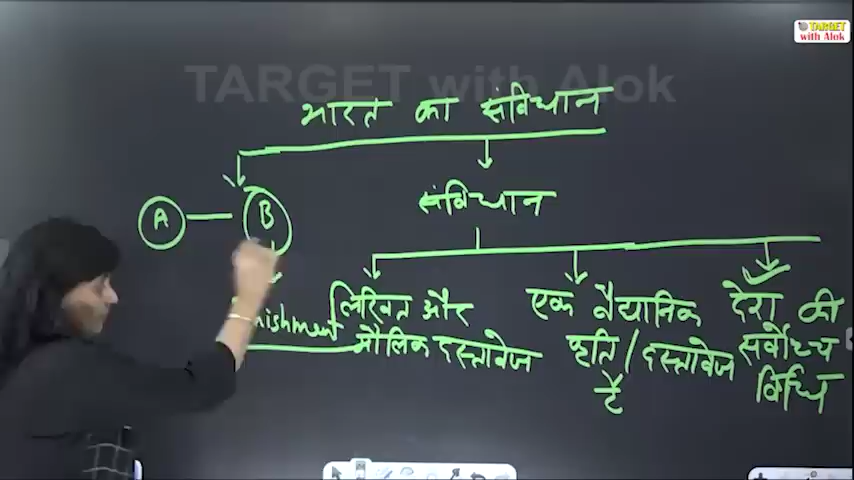 TARGET
with Alok
TARGET with Alok
भारत का संविधान
A
B
संविधान
लिखित और
मौलिक दस्तावेज
एक वैधानिक
कृति / दस्तावेज
है
देश की
सर्वोच्च
विधि